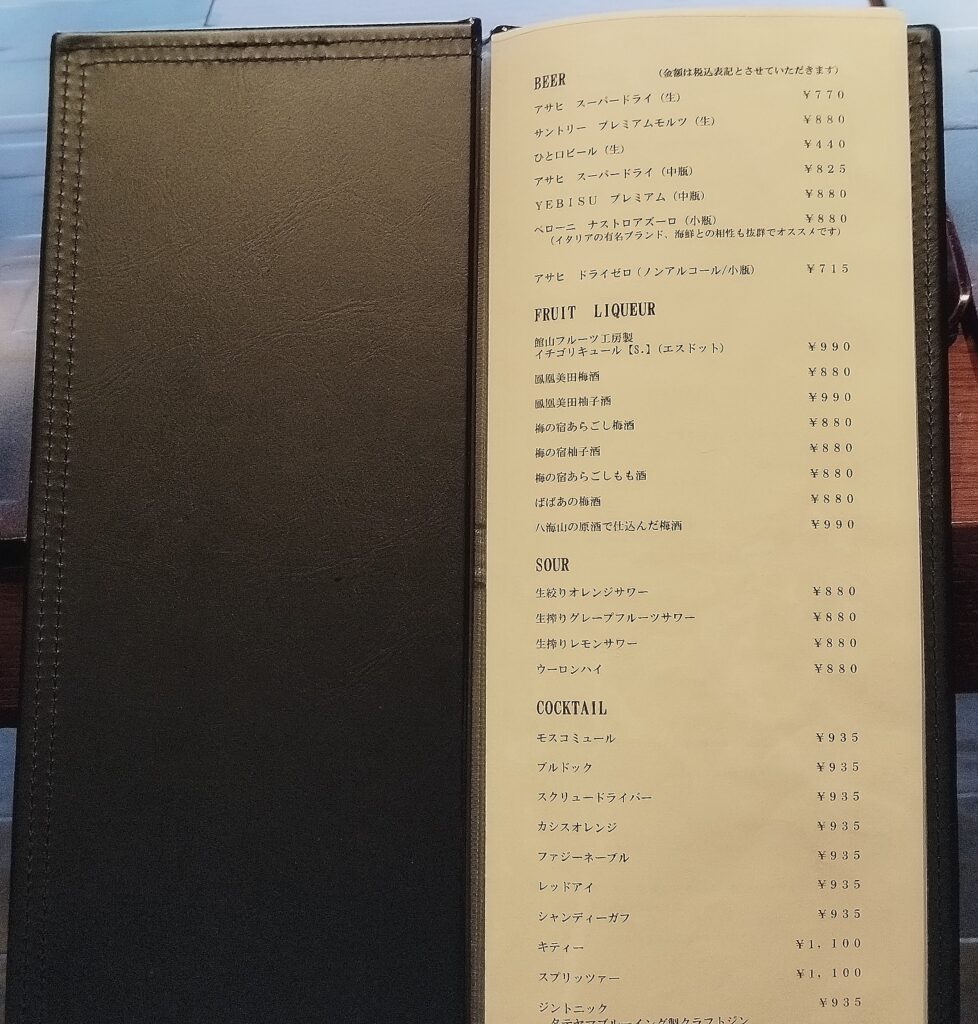 BEER （金額は税込表記とさせていただきます）
アサヒ　スーパードライ（生） ￥７７０
サントリー　プレミアムモルツ（生） ￥８８０
ひと口ビール（生） ￥４４０
アサヒ　スーパードライ（中瓶） ￥８２５
ＹＥＢＩＳＵ　プレミアム（中瓶） ￥８８０
ペローニ　ナストロアズーロ（小瓶） ￥８８０
（イタリアの有名ブランド、海鮮との相性も抜群でオススメです）
アサヒ　ドライゼロ（ノンアルコール/小瓶） ￥７１５
FRUIT　LIQUEUR
館山フルーツ工房製
イチゴリキュール【S.】（エスドット） ￥９９０
鳳凰美田梅酒 ￥８８０
鳳凰美田柚子酒 ￥９９０
梅の宿あらごし梅酒 ￥８８０
梅の宿柚子酒 ￥８８０
梅の宿あらごしもも酒 ￥８８０
ばばあの梅酒 ￥８８０
八海山の原酒で仕込んだ梅酒 ￥９９０
SOUR
生絞りオレンジサワー ￥８８０
生搾りグレープフルーツサワー ￥８８０
生搾りレモンサワー ￥８８０
ウーロンハイ ￥８８０
COCKTAIL
モスコミュール ￥９３５
ブルドック ￥９３５
スクリュードライバー ￥９３５
カシスオレンジ ￥９３５
ファジーネーブル ￥９３５
レッドアイ ￥９３５
シャンディーガフ ￥９３５
キティー ￥１，１００
スプリッツァー ￥１，１００
ジントニック ￥９３５
タテヤマブルーイング製クラフトジン